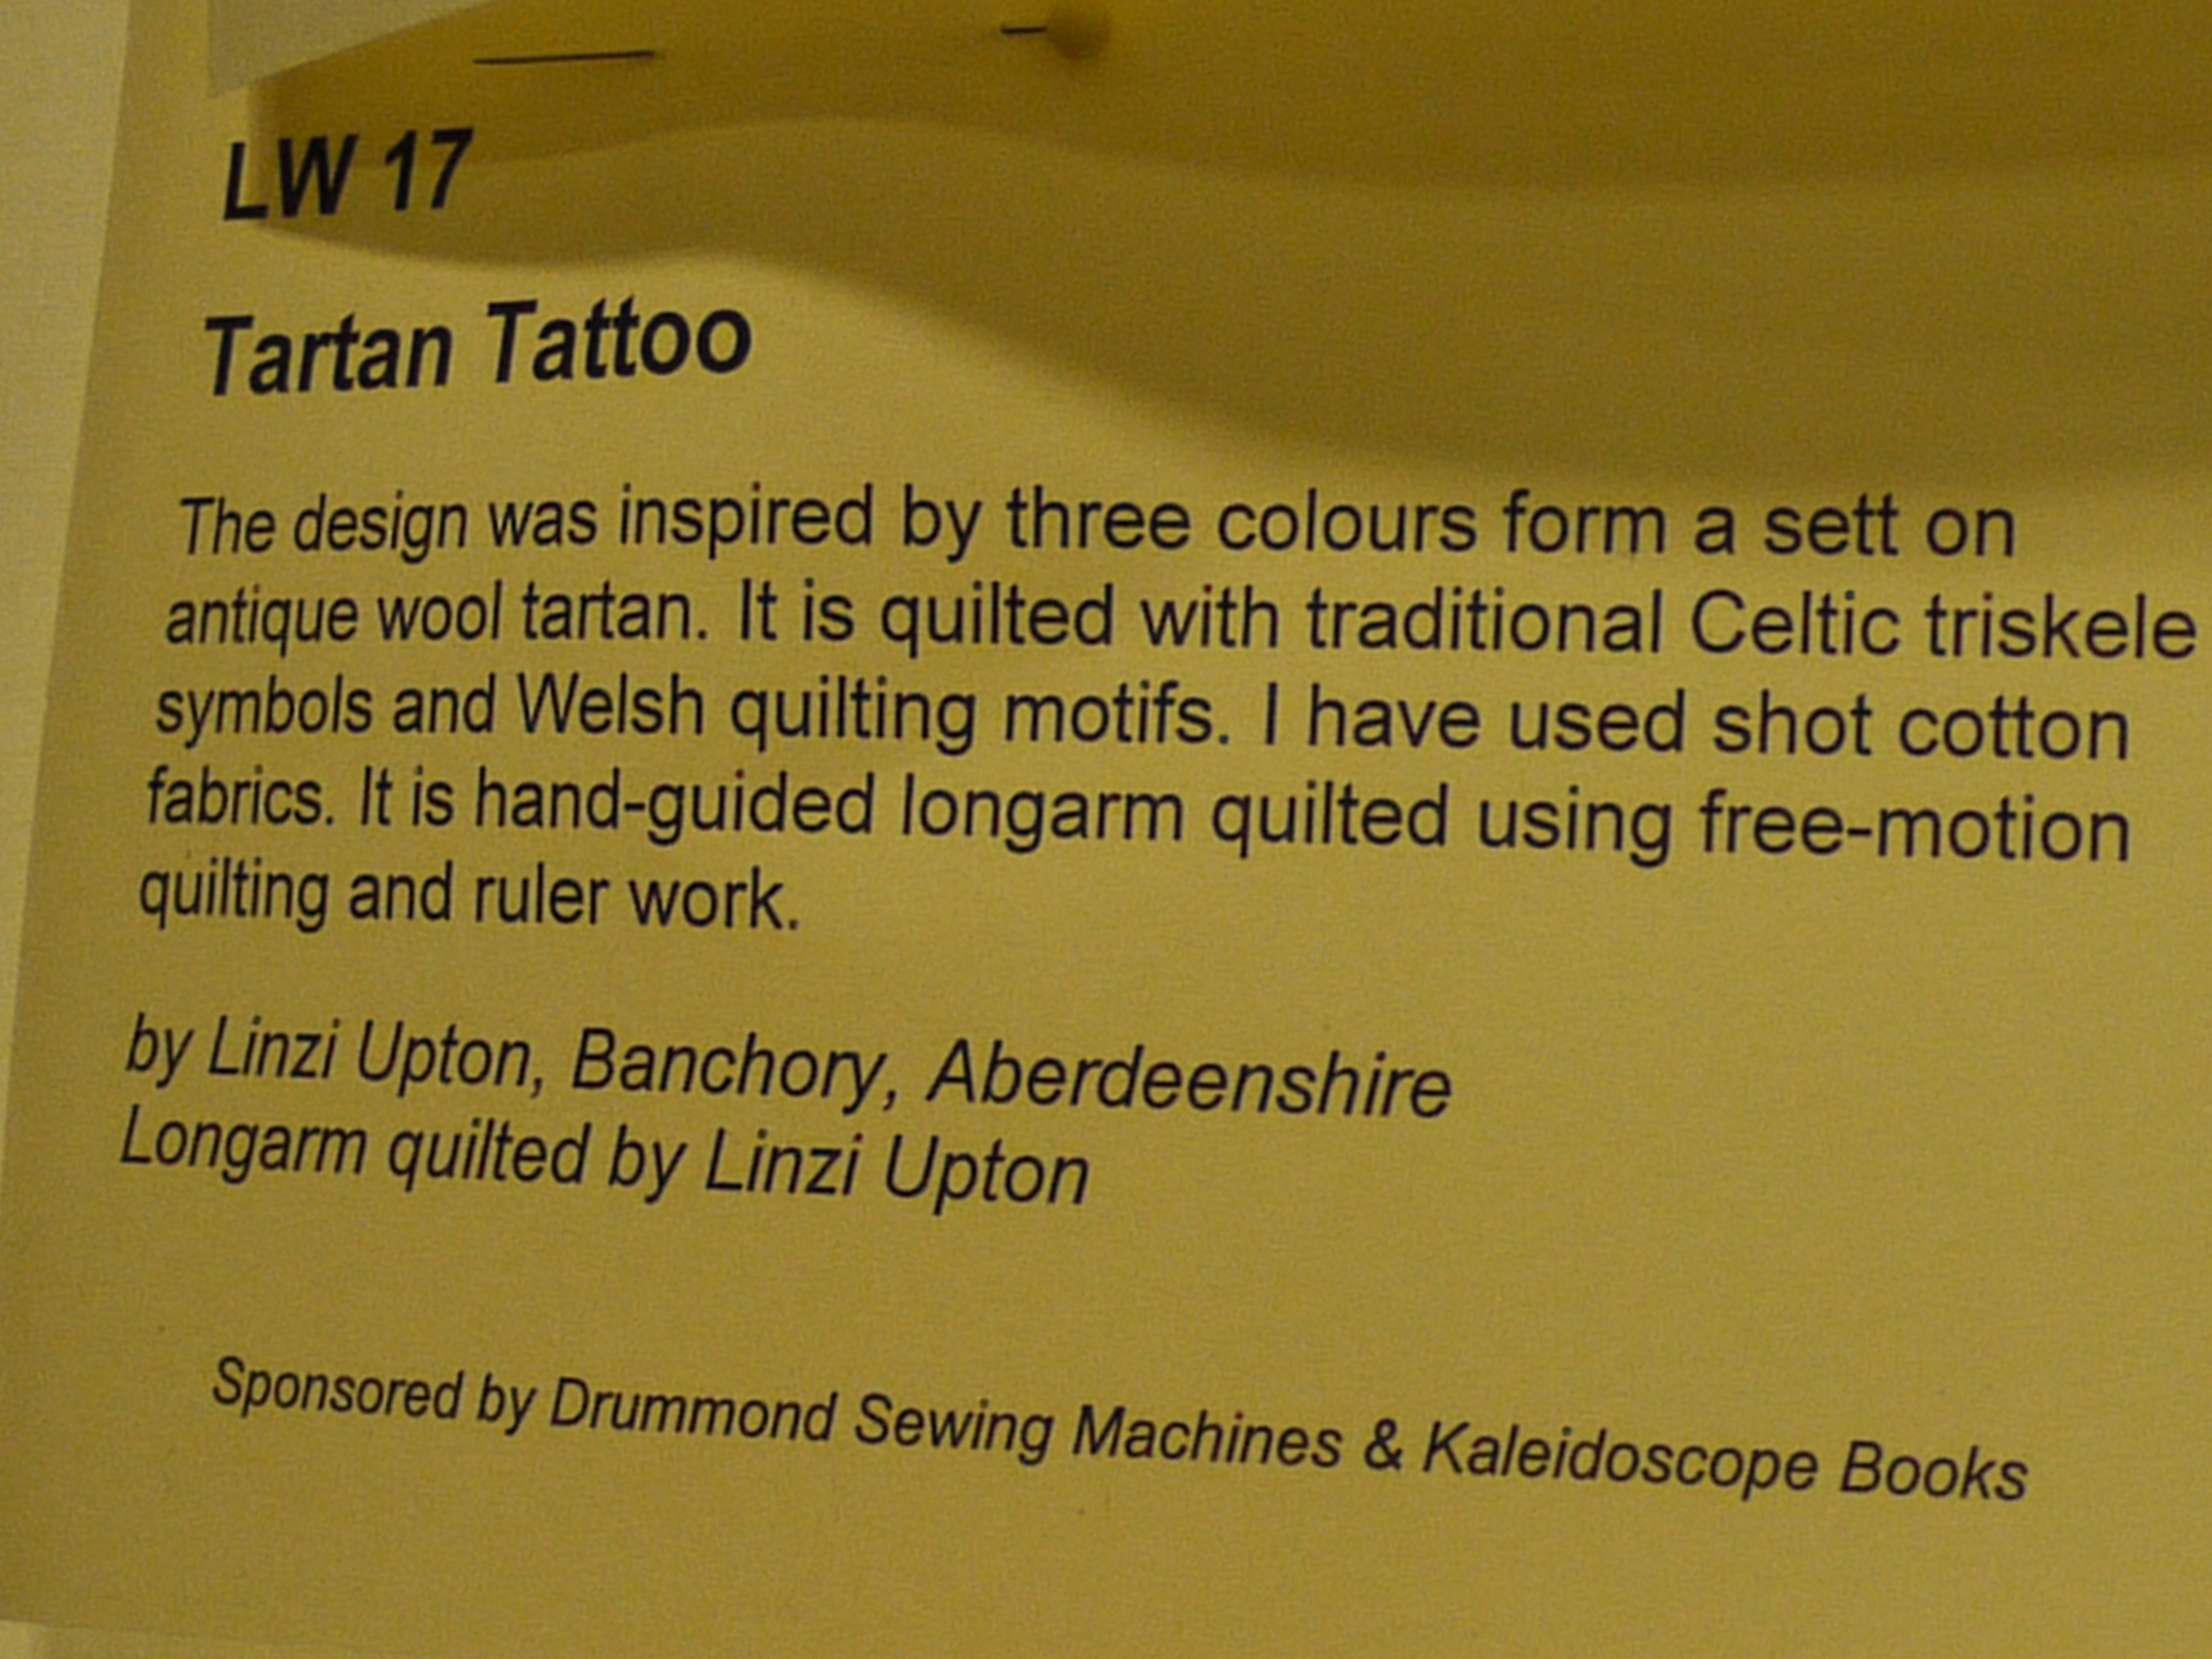 LW 17
Tartan Tattoo
The design was inspired by three colours form a sett on
antique wool tartan. It is quilted with traditional Celtic triskele
symbols and Welsh quilting motifs. I have used shot cotton
fabrics. It is hand-guided longarm quilted using free-motion
quilting and ruler work.
by Linzi Upton, Banchory, Aberdeenshire
Longarm quilted by Linzi Upton
Sponsored by Drummond Sewing Machines & Kaleidoscope Books